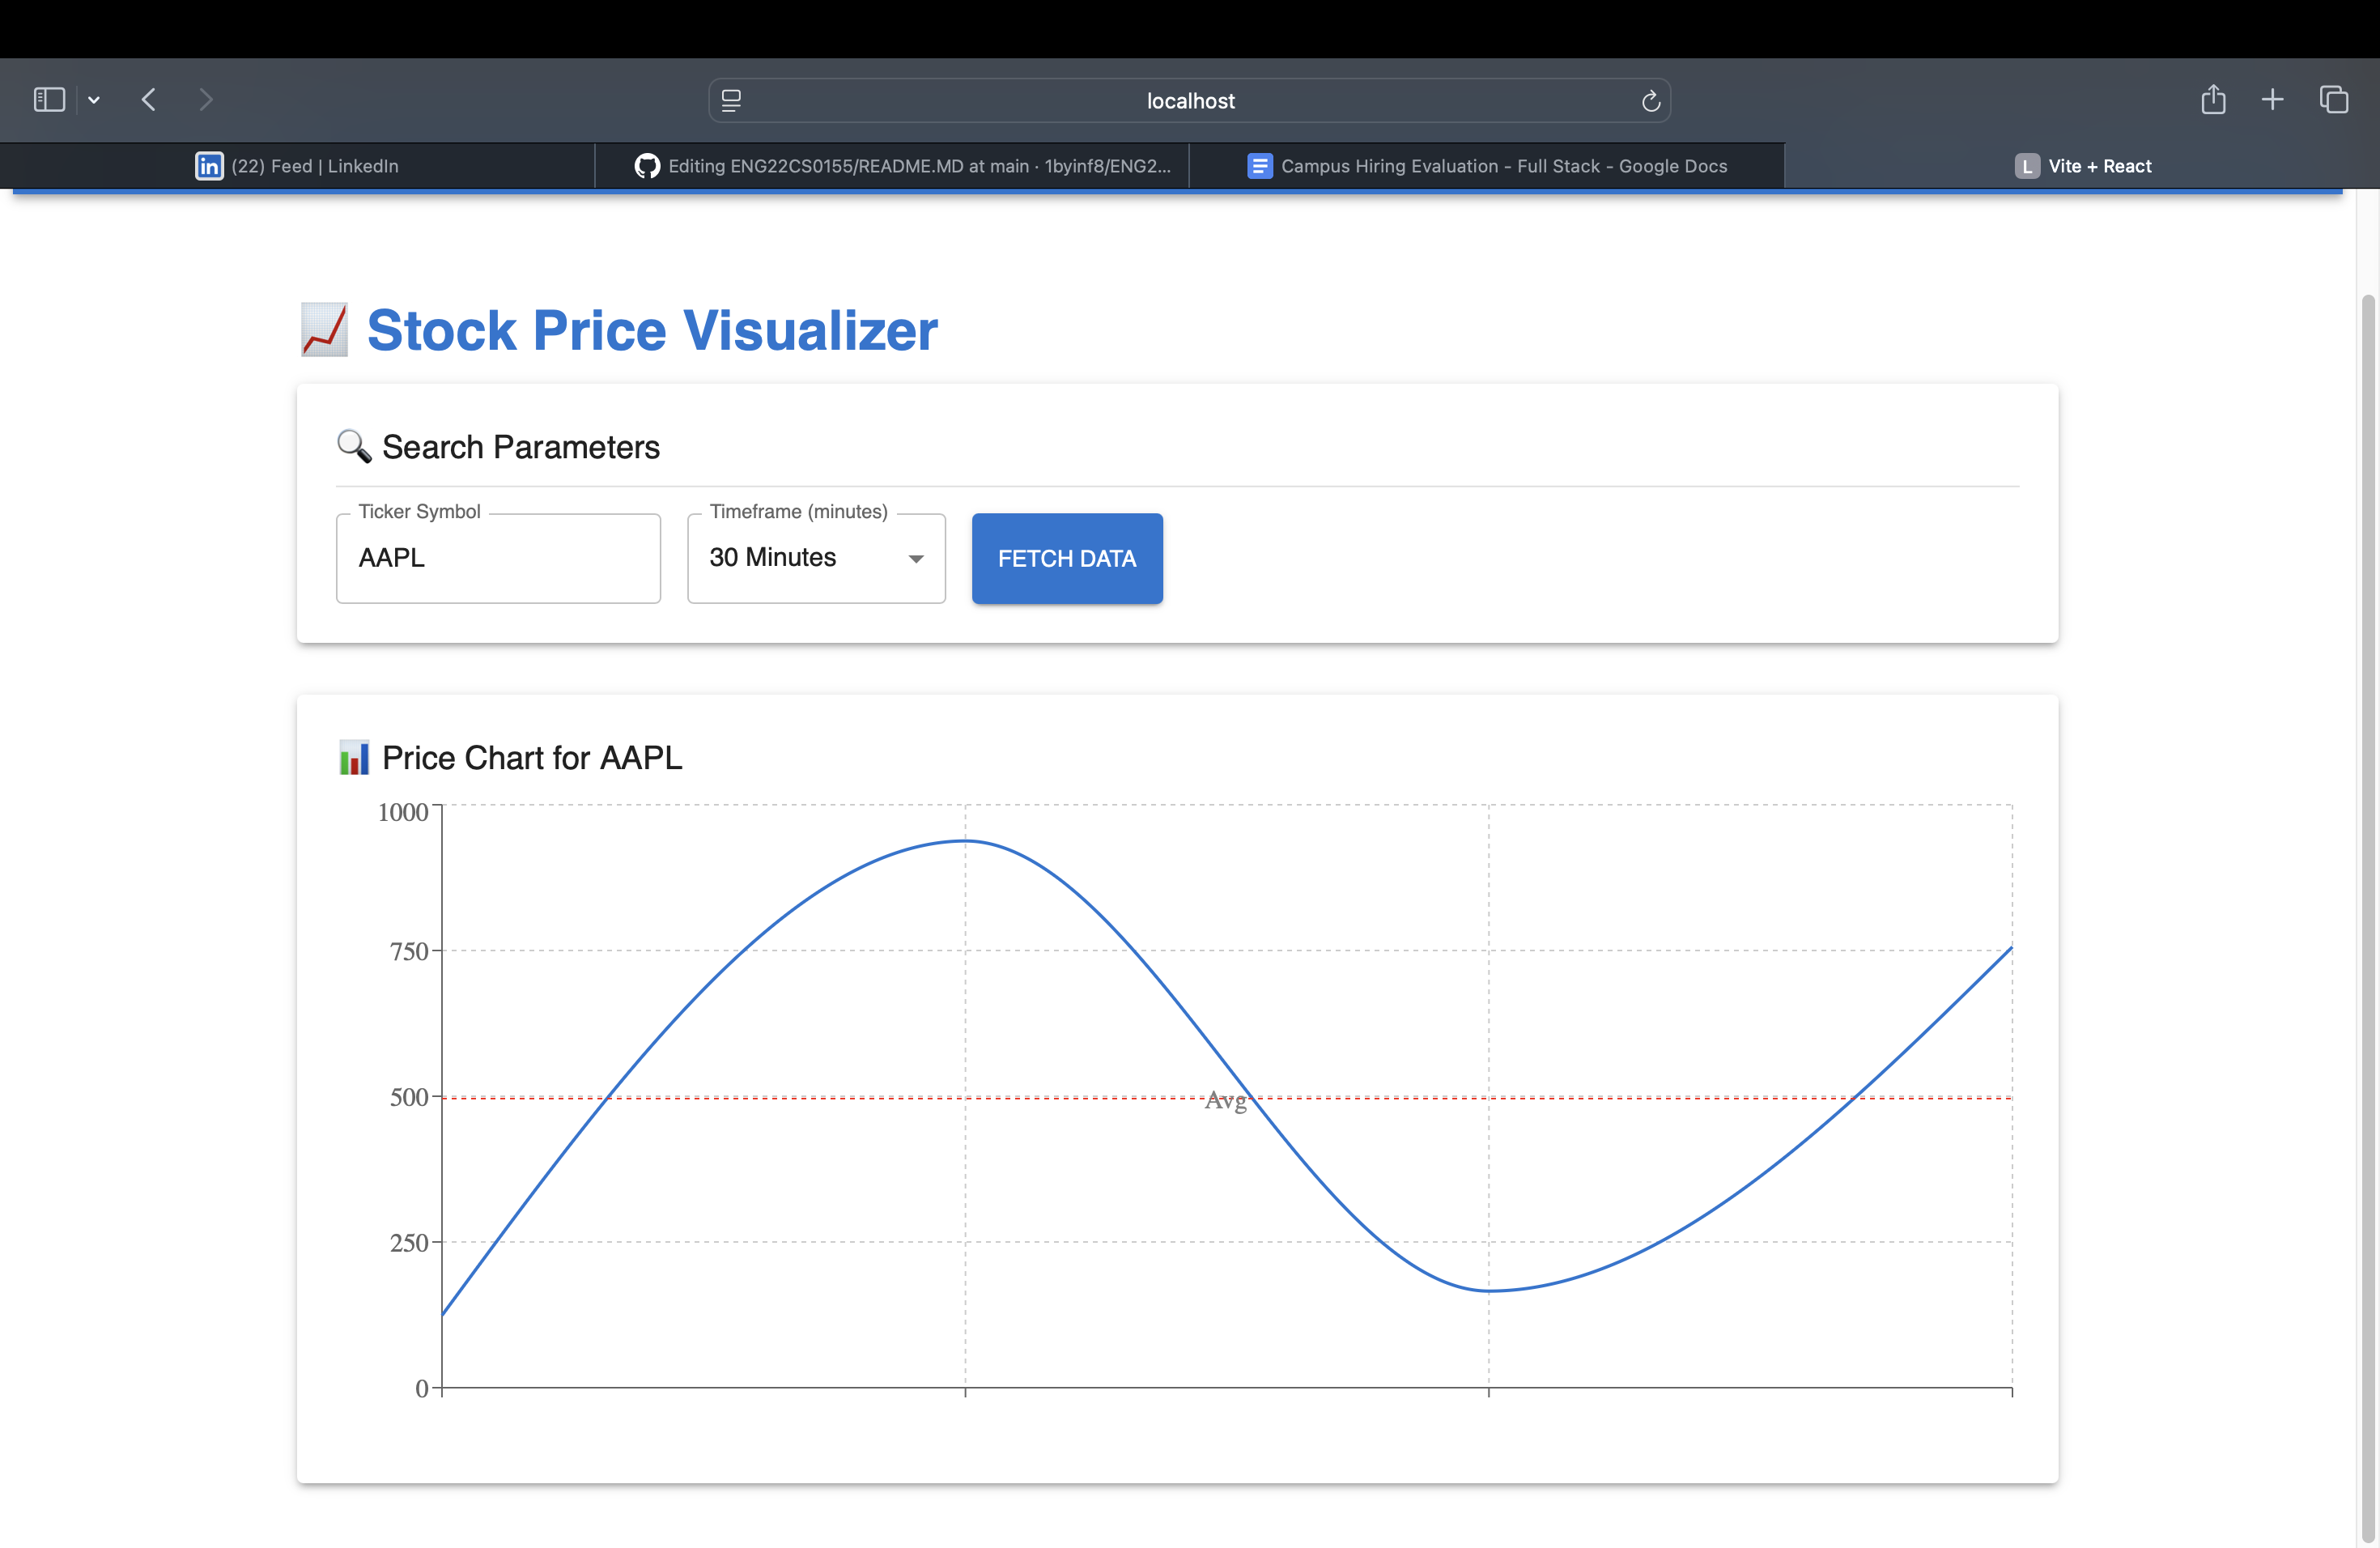 localhost
in (22) Feed | LinkedIn
Editing ENG22CS0155/README.MD at main · 1byinf8/ENG2...
Campus Hiring Evaluation - Full Stack - Google Docs
L Vite + React
Stock Price Visualizer
Search Parameters
Ticker Symbol
Timeframe (minutes)
AAPL
30 Minutes
FETCH DATA
Price Chart for AAPL
1000
750
500
Avg
250
0